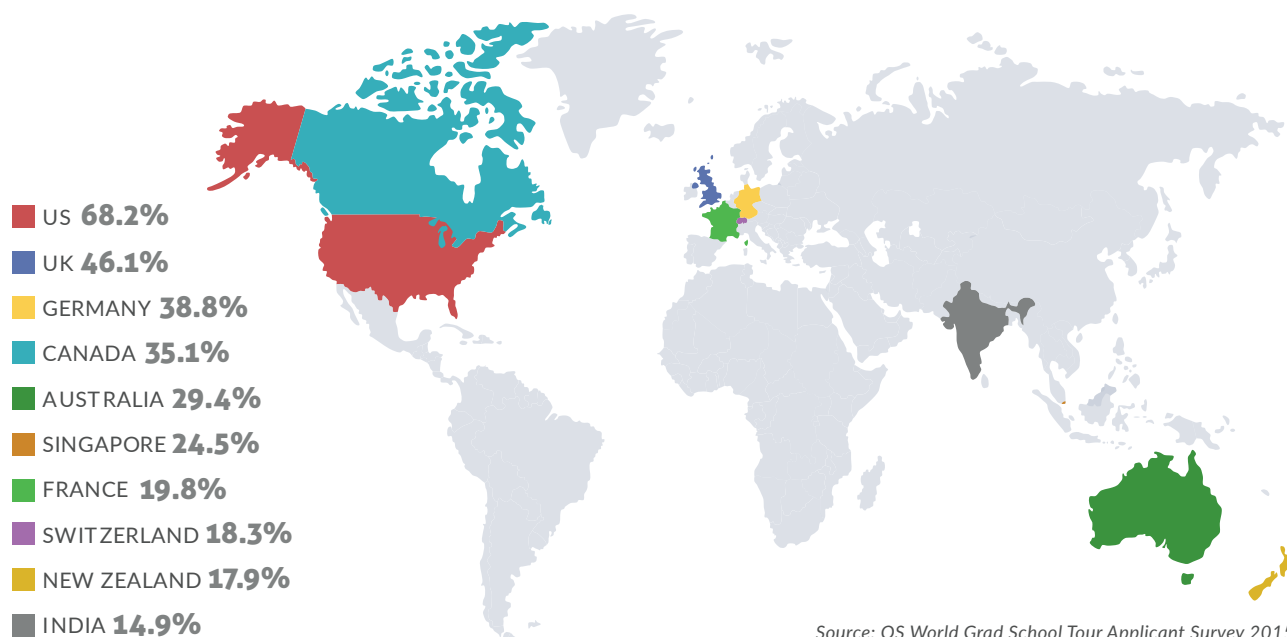 US 68.2%
UK 46.1%
GERMANY 38.8%
CANADA 35.1%
AUSTRALIA 29.4%
SINGAPORE 24.5%
FRANCE 19.8%
SWITZERLAND 18.3%
NEW ZEALAND 17.9%
INDIA 14.9%
Source: QS World Grad School Tour Applicant Survey